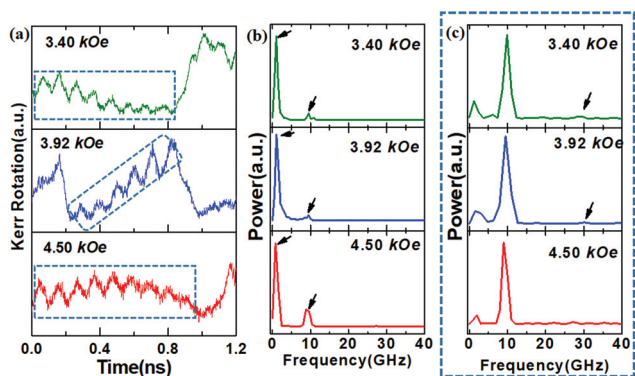 (a)
3.40 kOe
3.92 kOe
4.50 kOe
Kerr Rotation(a.u.)
0.0 0.4 0.8 1.2
Time(ns)
(b)
3.40 kOe
3.92 kOe
4.50 kOe
Power(a.u.)
0 10 20 30 40
Frequency(GHz)
(c)
3.40 kOe
3.92 kOe
4.50 kOe
Power(a.u.)
0 10 20 30 40
Frequency(GHz)